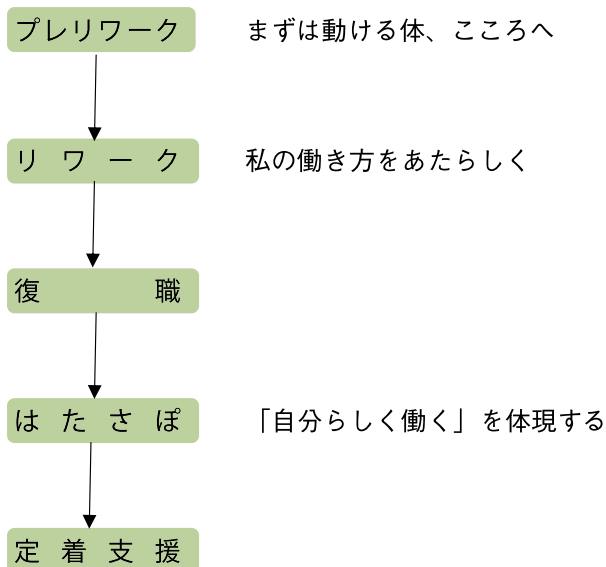 プレリワーク まずは動ける体、こころへ
リワーク 私の働き方をあたらしく
復職
はたさぽ 「自分らしく働く」を体現する
定着支援